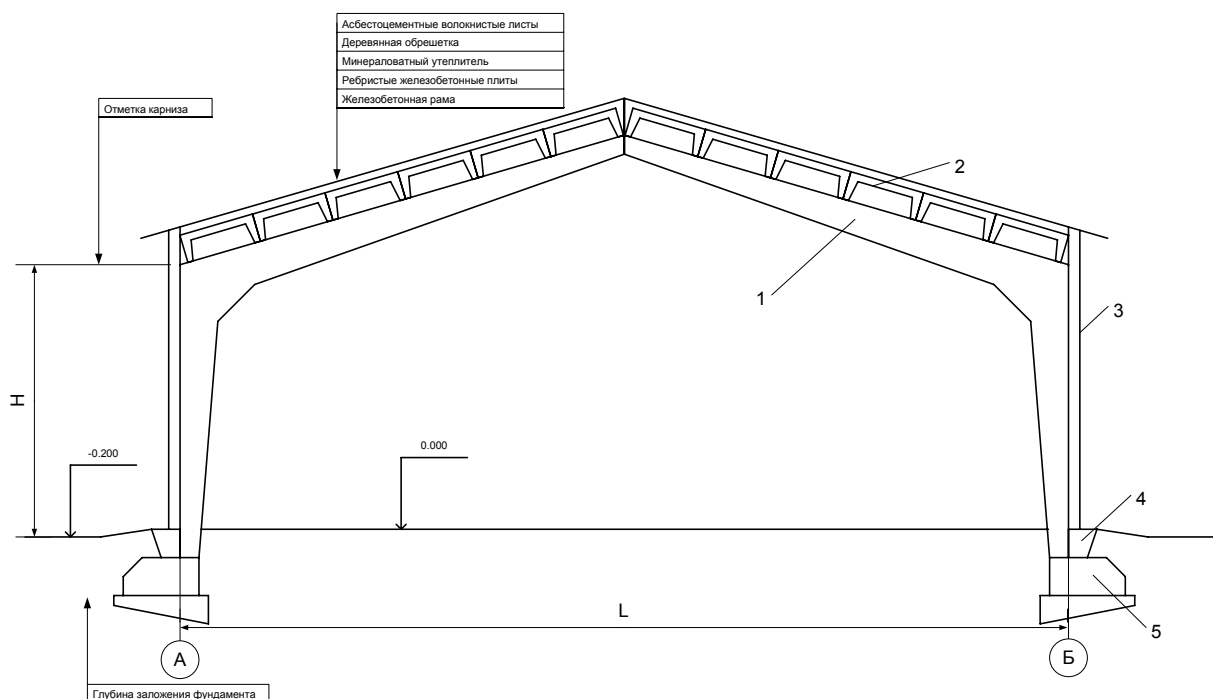 Асбестоцементные волокнистые листы
Деревянная обрешетка
Минераловатный утеплитель
Ребристые железобетонные плиты
Железобетонная рама
Отметка карниза
2
1
3
H
-0.200
0.000
4
L
5
А
Б
Глубина заложения фундамента